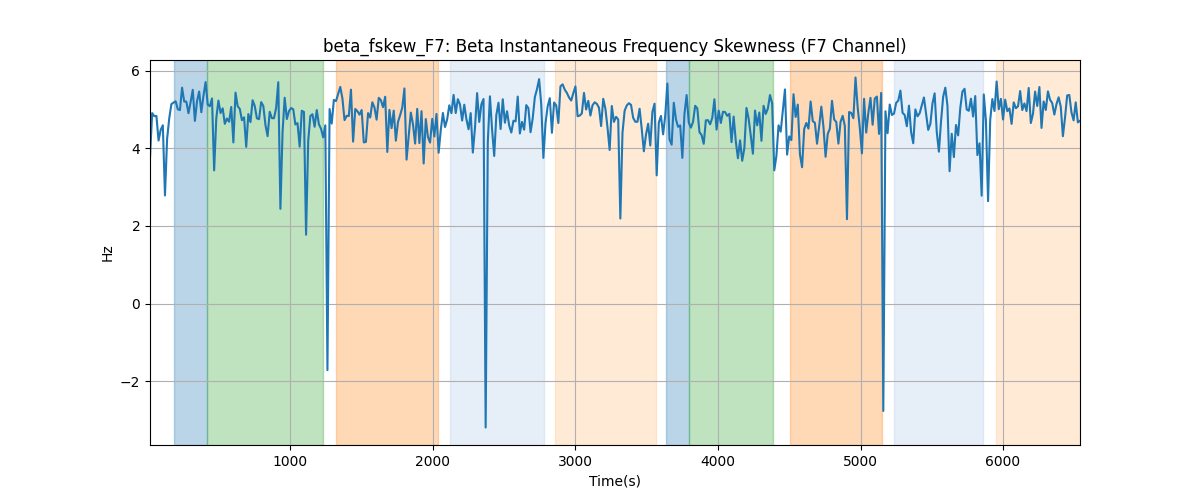 beta_fskew_F7: Beta Instantaneous Frequency Skewness (F7 Channel)
6
4
2
0
−2
Hz
1000 2000 3000 4000 5000 6000
Time(s)